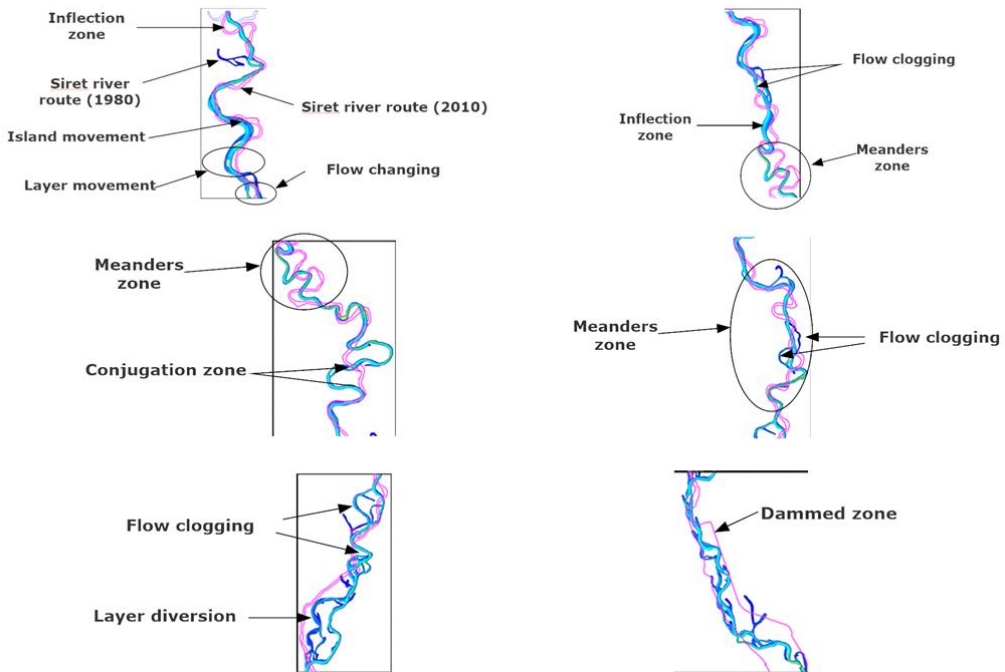 Inflection
zone
Siret river
route (1980)
Siret river route (2010)
Island movement
Layer movement
Flow changing
Flow clogging
Inflection
zone
Meanders
zone
Meanders
zone
Conjugation zone
Meanders
zone
Flow clogging
Flow clogging
Layer diversion
Dammed zone